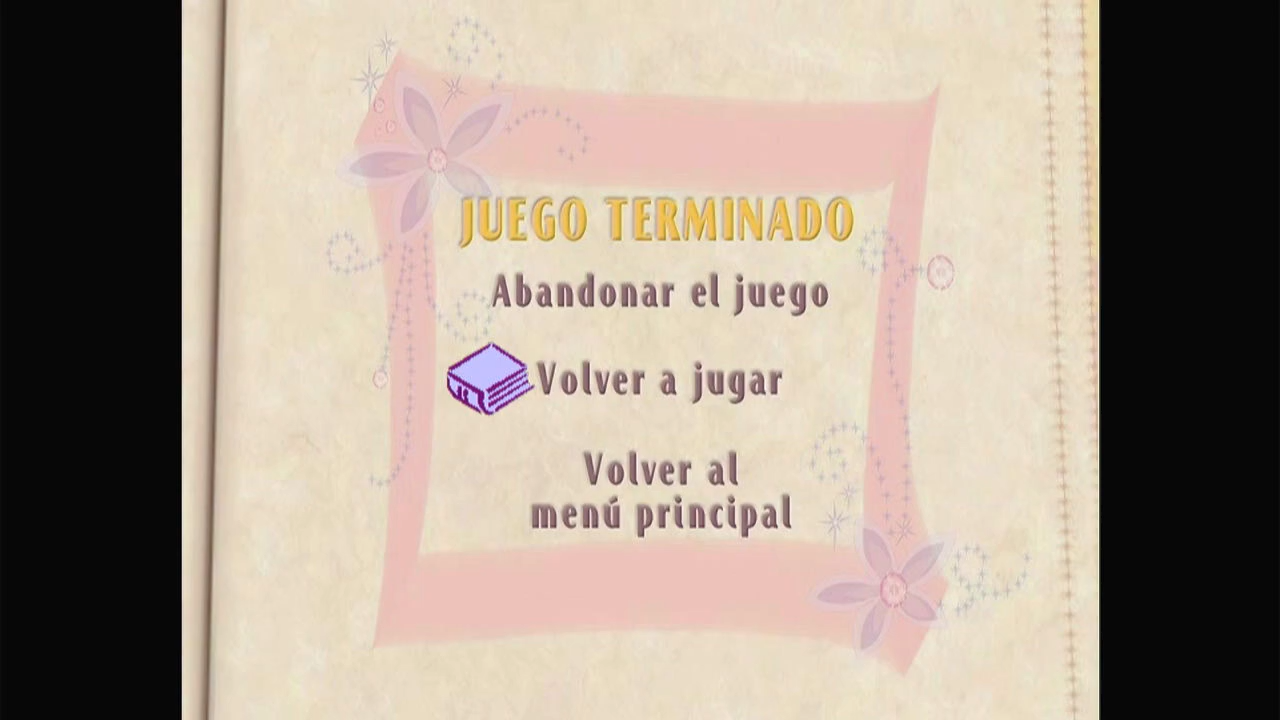 JUEGO TERMINADO
Abandonar el juego
Volver a jugar
Volver al
menú principal